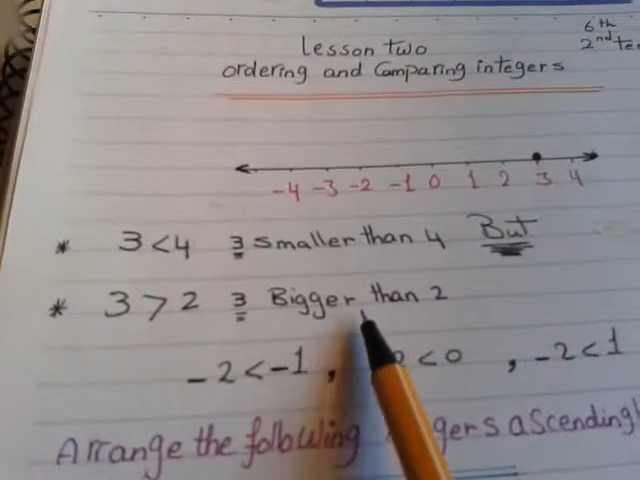 6th
2nd
Lesson two
ordering and Comparing integers
-4 -3 -2 -1 0 1 2 3 4
* 3 < 4 3 smaller than 4 But
* 3 > 2 3 Bigger than 2
-2 < -1 , 2 < 0 , -2 < 1
Arrange the following gers ascending